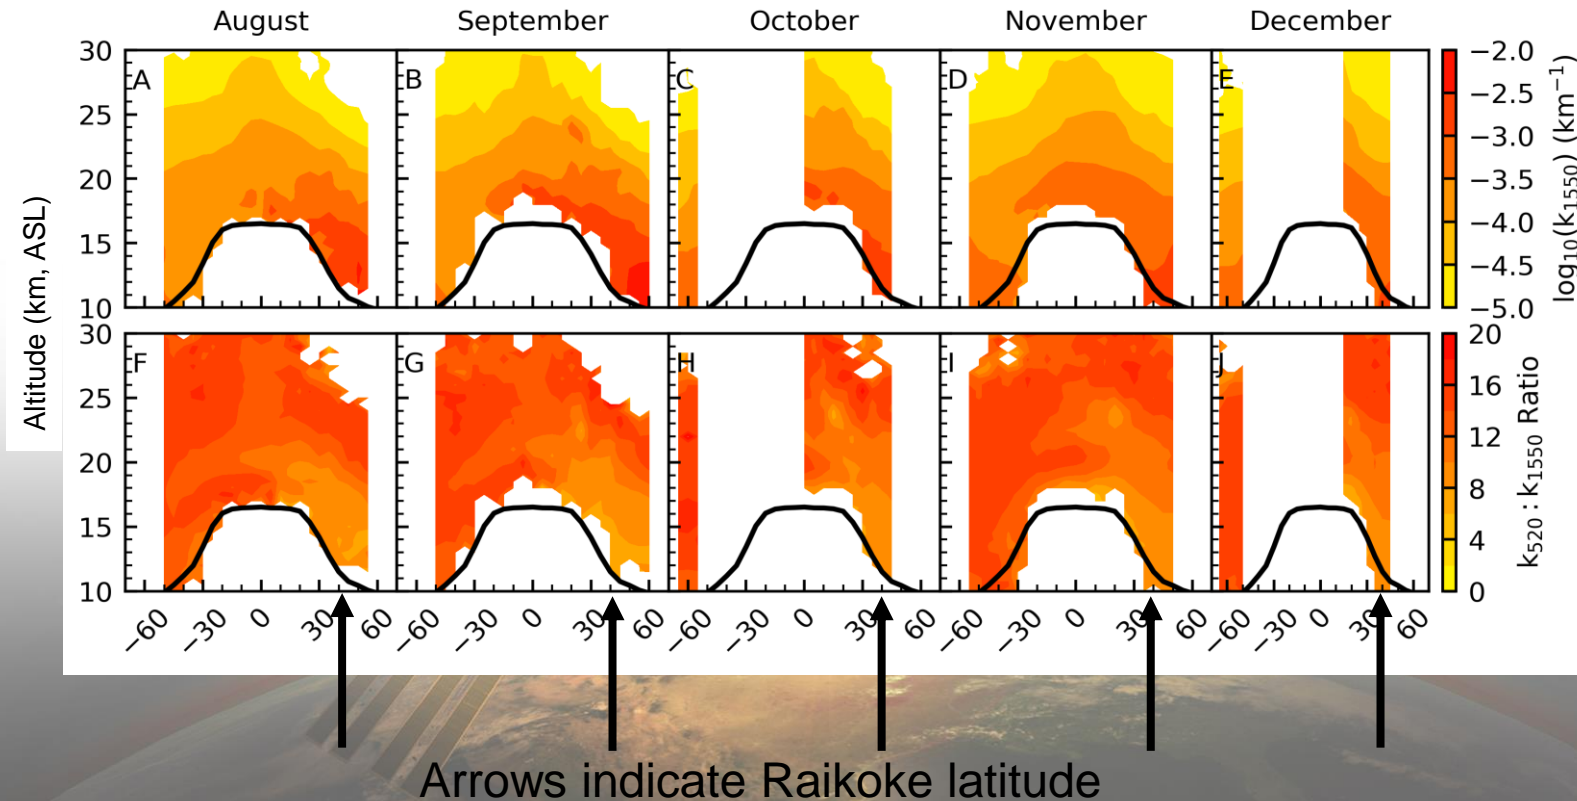 August September October November December
30 A B C D E −2.0
25 −2.5
20 −3.0
15 −3.5
10 −4.0
−4.5
−5.0
log10(k1550) (km−1)
Altitude (km, ASL)
30 F G H I J 20
25 16
20 12
15 8
10 4
0
k520 : k1550 Ratio
−60 −30 0 30 60 −60 −30 0 30 60 −60 −30 0 30 60 −60 −30 0 30 60 −60 −30 0 30 60
Arrows indicate Raikoke latitude